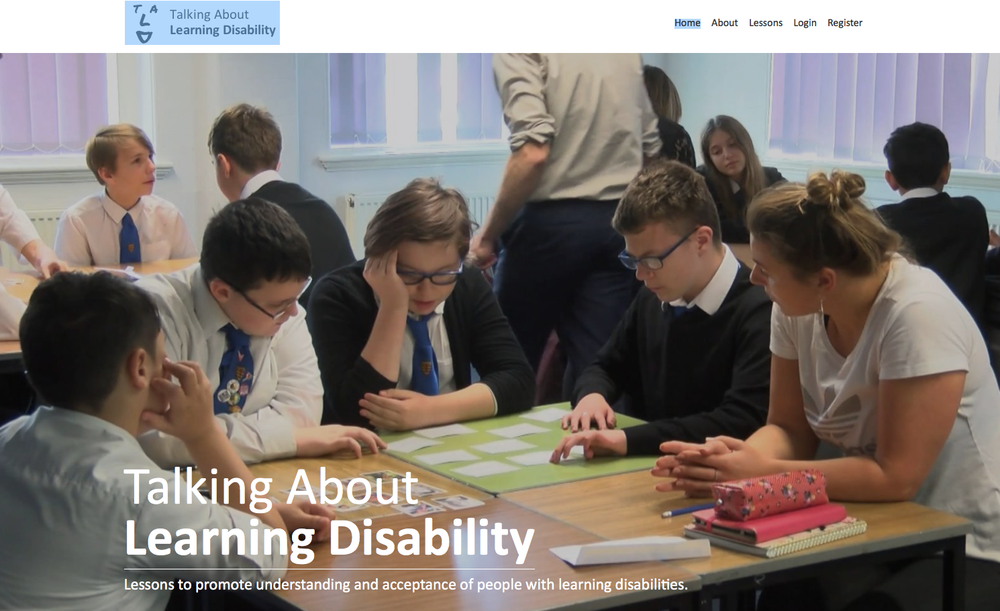 T A
L
D
Talking About
Learning Disability
Home About Lessons Login Register
Talking About
Learning Disability
Lessons to promote understanding and acceptance of people with learning disabilities.